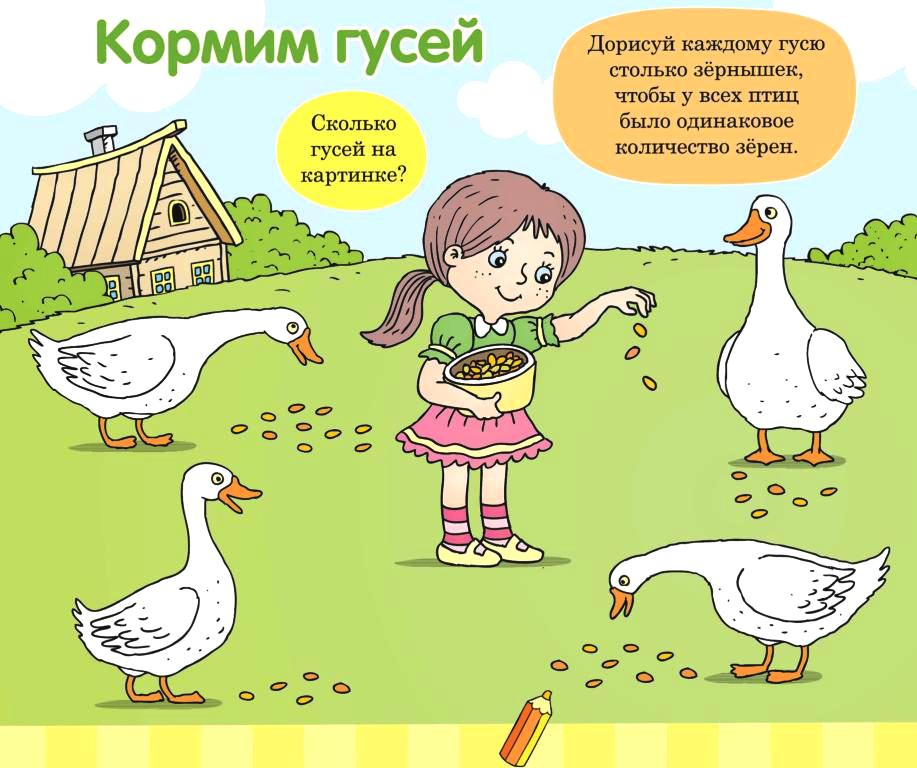 Кормим гусей
Сколько
гусей на
картинке?
Дорисуй каждому гусю
столько зёрнышек,
чтобы у всех птиц
было одинаковое
количество зёрен.